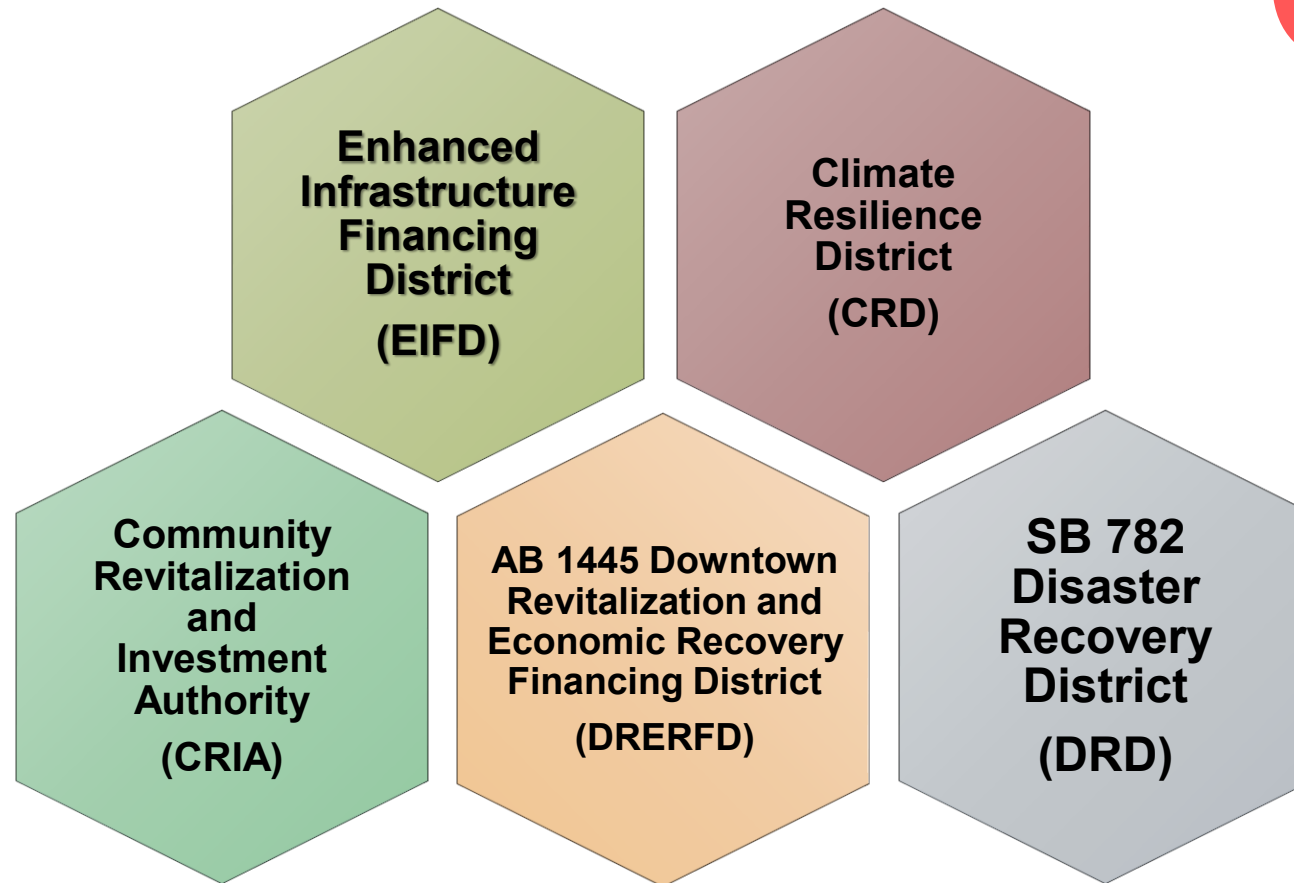 Enhanced
Infrastructure
Financing
District
(EIFD)
Climate
Resilience
District
(CRD)
Community
Revitalization
and
Investment
Authority
(CRIA)
AB 1445 Downtown
Revitalization and
Economic Recovery
Financing District
(DRERFD)
SB 782
Disaster
Recovery
District
(DRD)